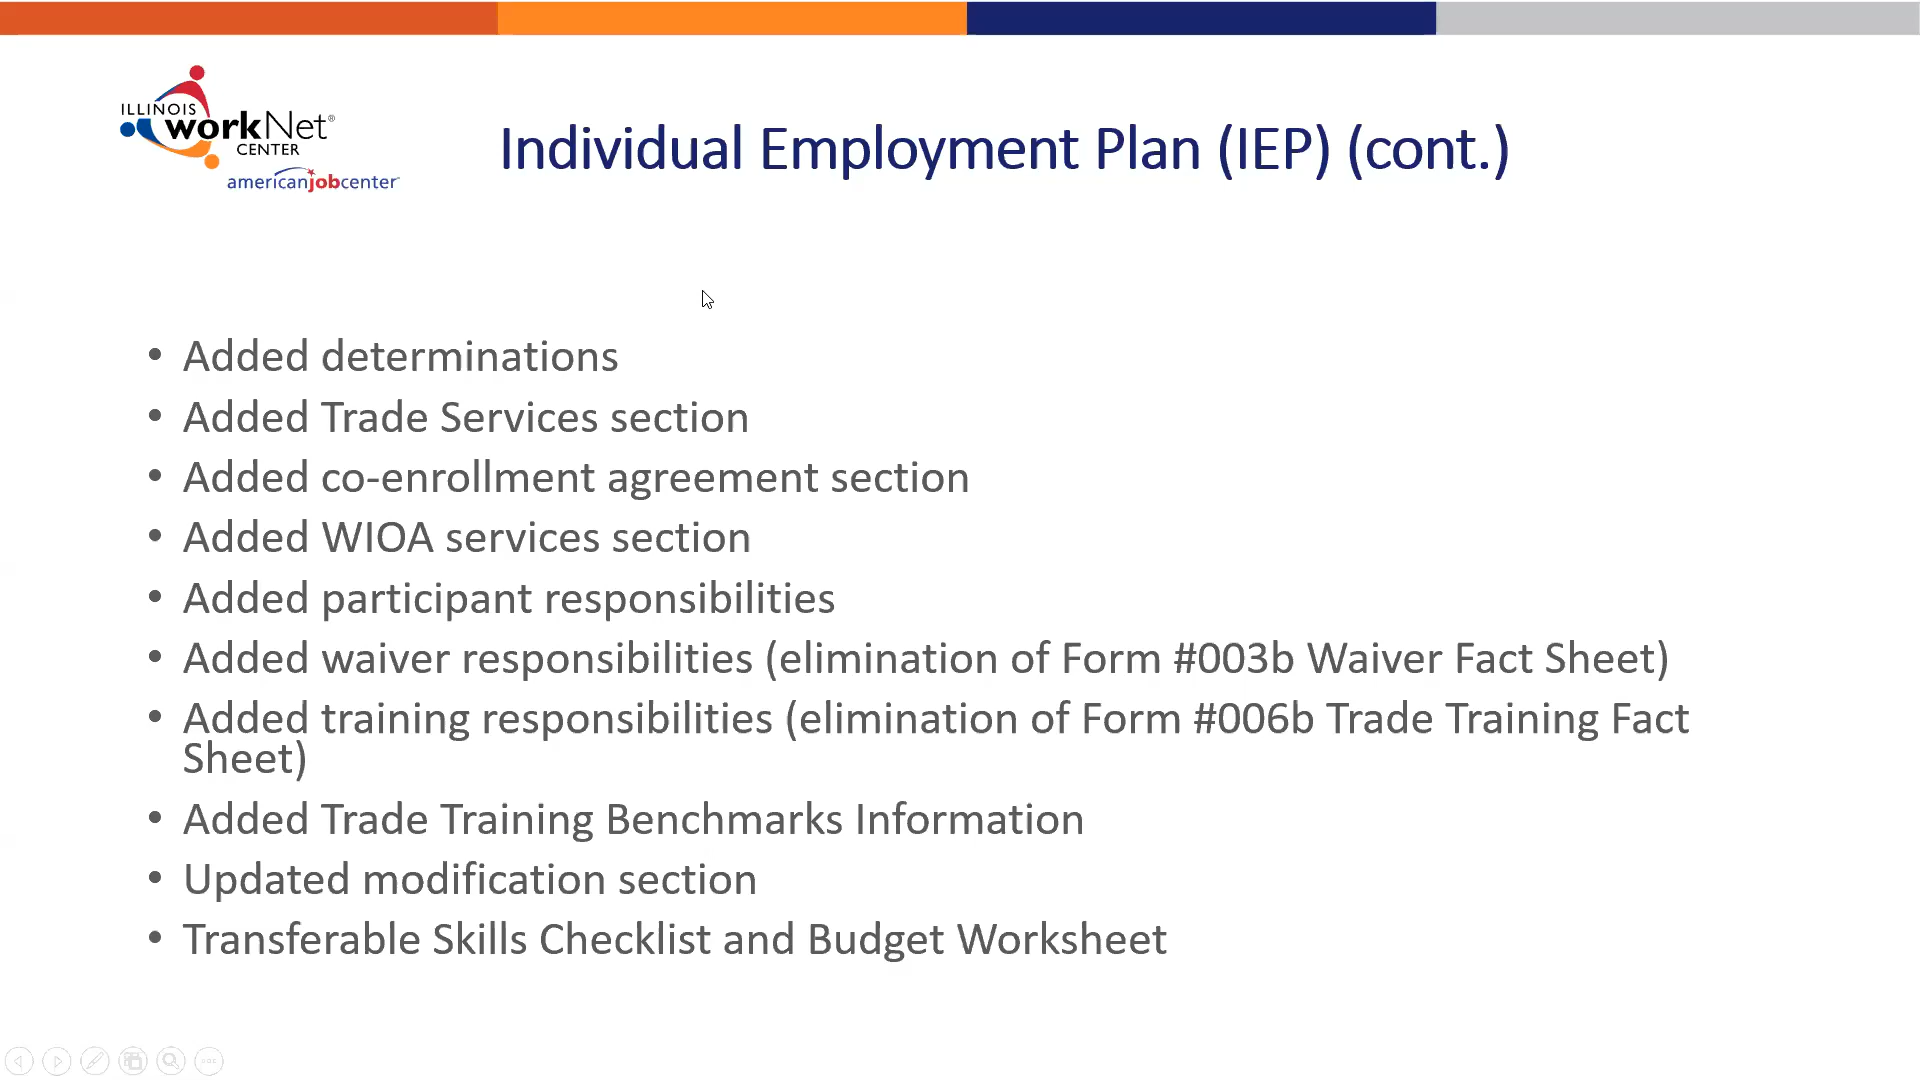 ILLINOIS
workNet®
CENTER
americanjobcenter
Individual Employment Plan (IEP) (cont.)
• Added determinations
• Added Trade Services section
• Added co-enrollment agreement section
• Added WIOA services section
• Added participant responsibilities
• Added waiver responsibilities (elimination of Form #003b Waiver Fact Sheet)
• Added training responsibilities (elimination of Form #006b Trade Training Fact
Sheet)
• Added Trade Training Benchmarks Information
• Updated modification section
• Transferable Skills Checklist and Budget Worksheet